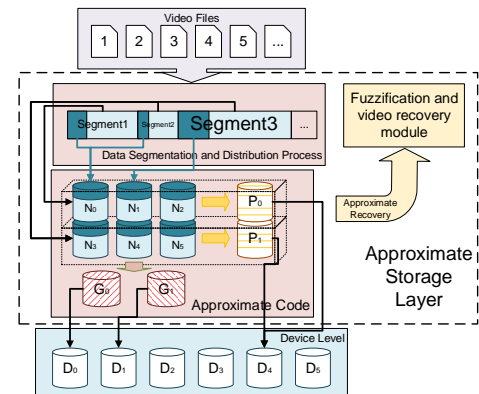 Video Files
1 2 3 4 5 ...
Segment1 Segment2 Segment3 ...
Data Segmentation and Distribution Process
Fuzzification and
video recovery
module
Approximate
Recovery
N₀ N₁ N₂ P₀
N₃ N₄ N₅ P₁
G₀ G₁
Approximate Code
Approximate
Storage
Layer
Device Level
D₀ D₁ D₂ D₃ D₄ D₅